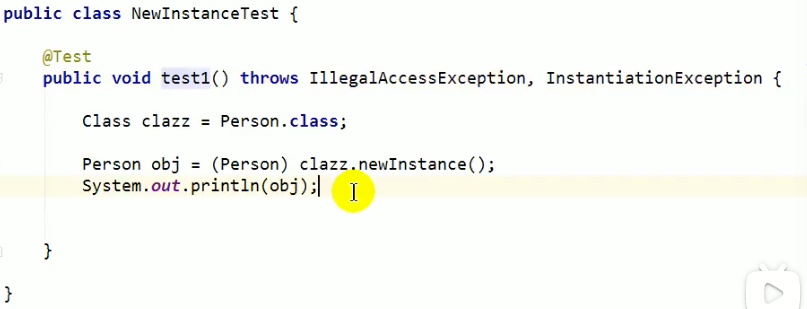 public class NewInstanceTest {
@Test
public void test1() throws IllegalAccessException, InstantiationException {
Class clazz = Person.class;
Person obj = (Person) clazz.newInstance();
System.out.println(obj);
}
}